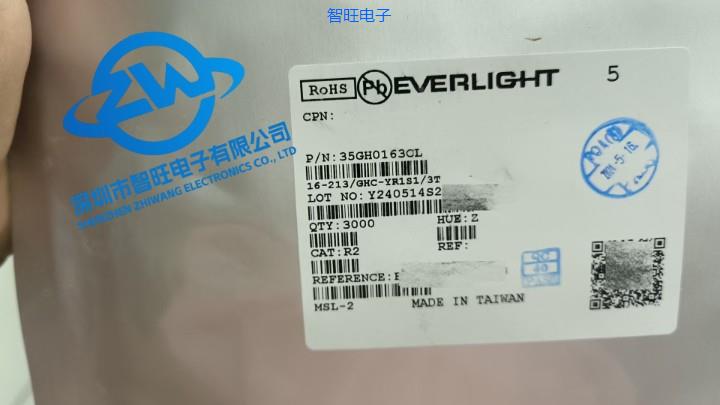 智旺电子
ZW
深圳市智旺电子有限公司
SHENZHEN ZHIWANG ELECTRONICS CO., LTD
RoHS Pb EVERLIGHT 5
CPN:
P/N:35GH0163CL
16-213/GHC-YR1S1/3T
LOT NO:Y240514S2
QTY:3000 HUE:Z
CAT:R2 REF:
REFERENCE:
MSL-2 MADE IN TAIWAN
QC